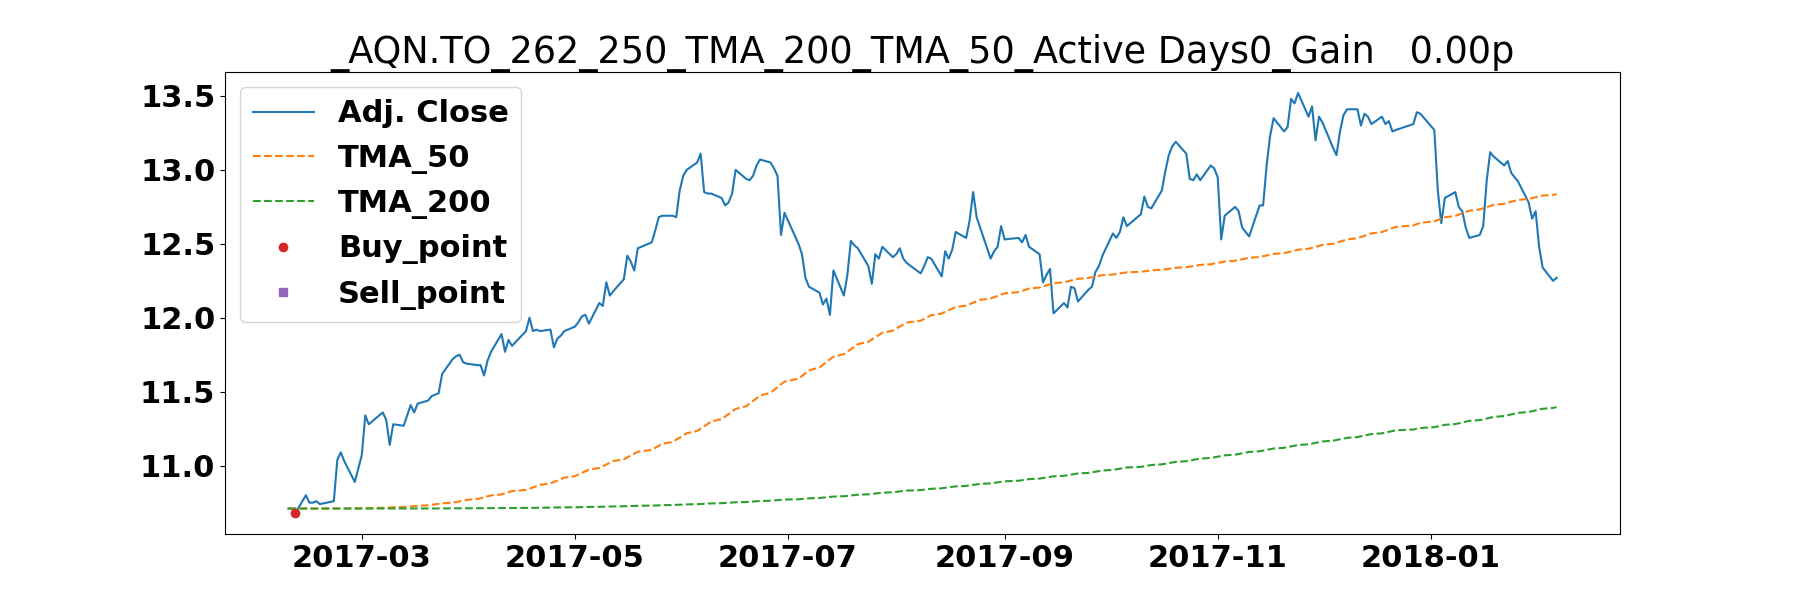 _AQN.TO_262_250_TMA_200_TMA_50_Active Days0_Gain   0.00p
Adj. Close
TMA_50
TMA_200
Buy_point
Sell_point
13.5
13.0
12.5
12.0
11.5
11.0
2017-03 2017-05 2017-07 2017-09 2017-11 2018-01